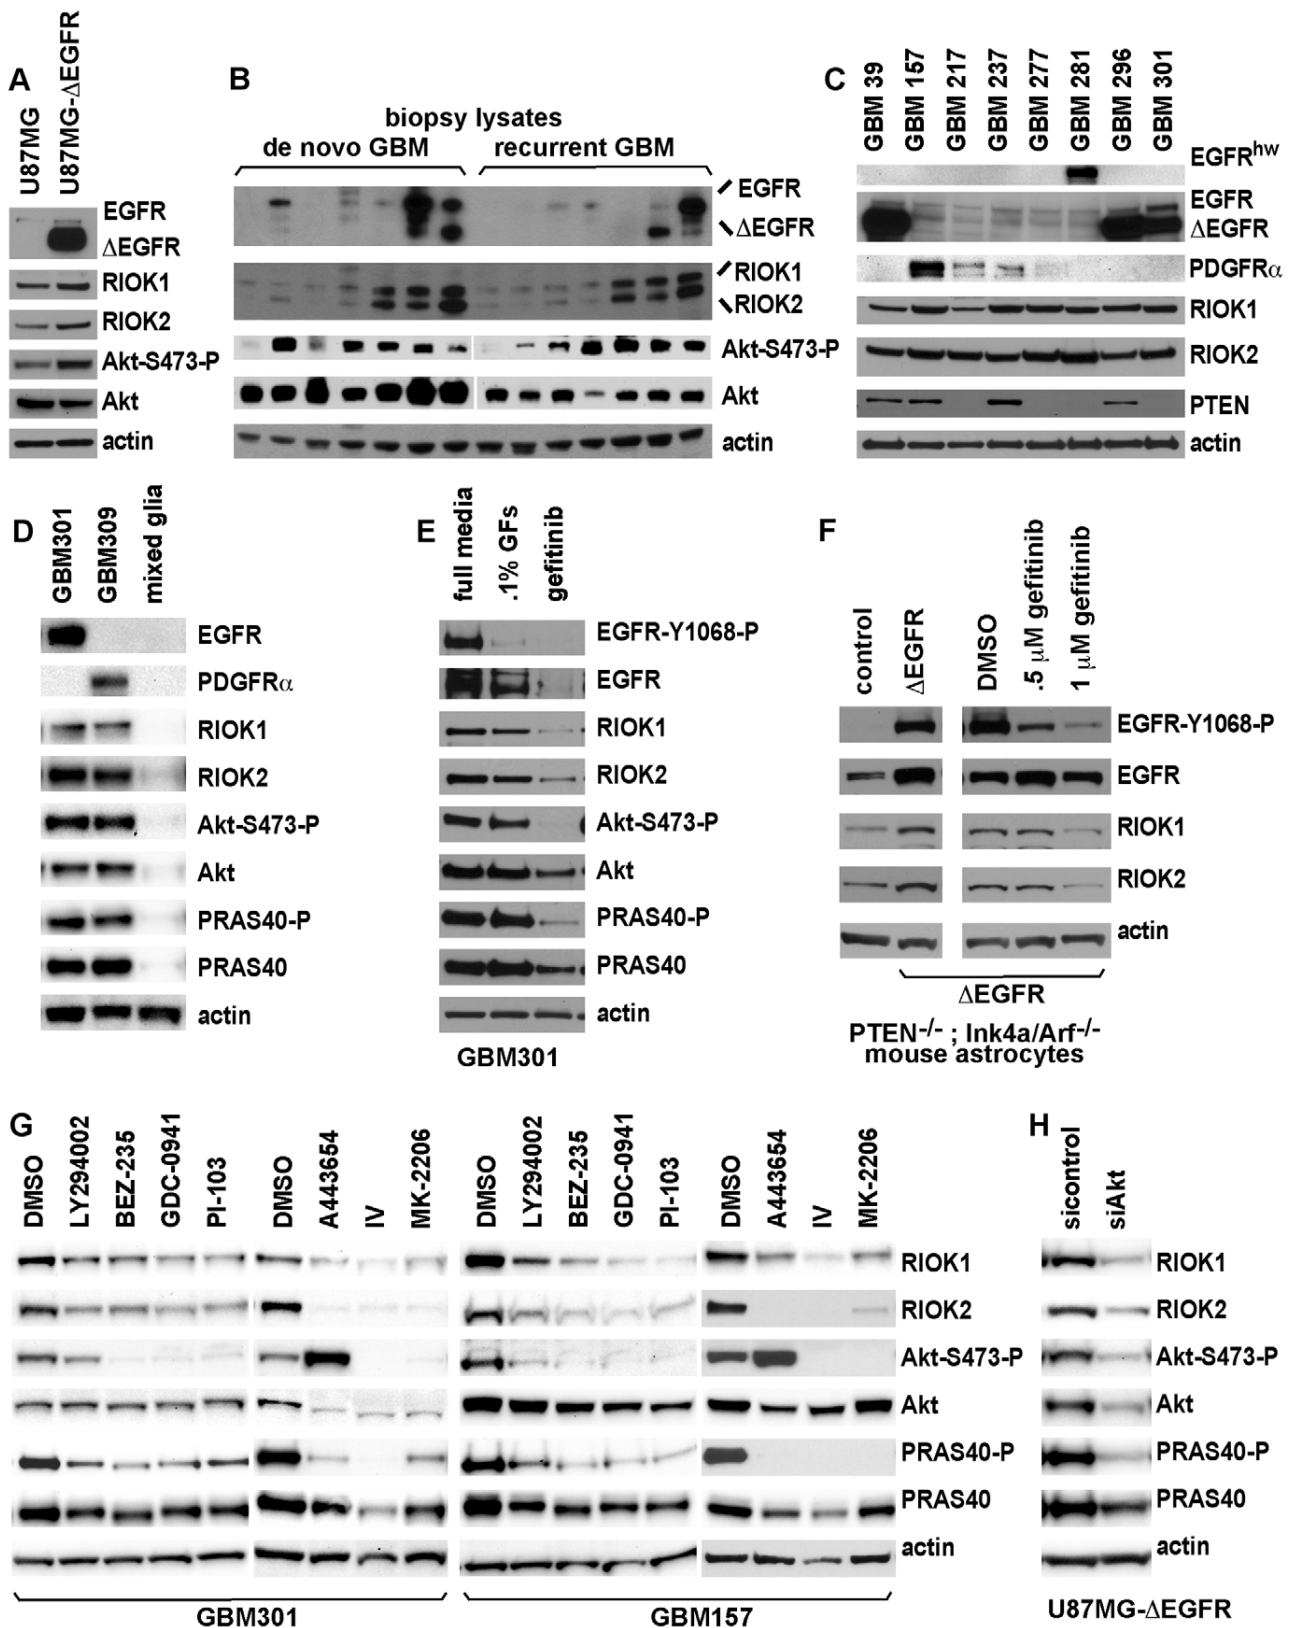 A
U87MG
U87MG-ΔEGFR
EGFR
ΔEGFR
RIOK1
RIOK2
Akt-S473-P
Akt
actin
B
biopsy lysates
de novo GBM
recurrent GBM
EGFR
ΔEGFR
RIOK1
RIOK2
Akt-S473-P
Akt
actin
C
GBM 39
GBM 157
GBM 217
GBM 237
GBM 277
GBM 281
GBM 296
GBM 301
EGFRhw
EGFR
ΔEGFR
PDGFRα
RIOK1
RIOK2
PTEN
actin
D
GBM301
GBM309
mixed glia
EGFR
PDGFRα
RIOK1
RIOK2
Akt-S473-P
Akt
PRAS40-P
PRAS40
actin
E
full media
.1% GFs
gefitinib
EGFR-Y1068-P
EGFR
RIOK1
RIOK2
Akt-S473-P
Akt
PRAS40-P
PRAS40
actin
GBM301
F
control
ΔEGFR
DMSO
.5 μM gefitinib
1 μM gefitinib
EGFR-Y1068-P
EGFR
RIOK1
RIOK2
actin
ΔEGFR
PTEN-/- ; Ink4a/Arf-/-
mouse astrocytes
G
DMSO
LY294002
BEZ-235
GDC-0941
PI-103
DMSO
A443654
IV
MK-2206
DMSO
LY294002
BEZ-235
GDC-0941
PI-103
DMSO
A443654
IV
MK-2206
RIOK1
RIOK2
Akt-S473-P
Akt
PRAS40-P
PRAS40
actin
GBM301
GBM157
H
sicontrol
siAkt
RIOK1
RIOK2
Akt-S473-P
Akt
PRAS40-P
PRAS40
actin
U87MG-ΔEGFR